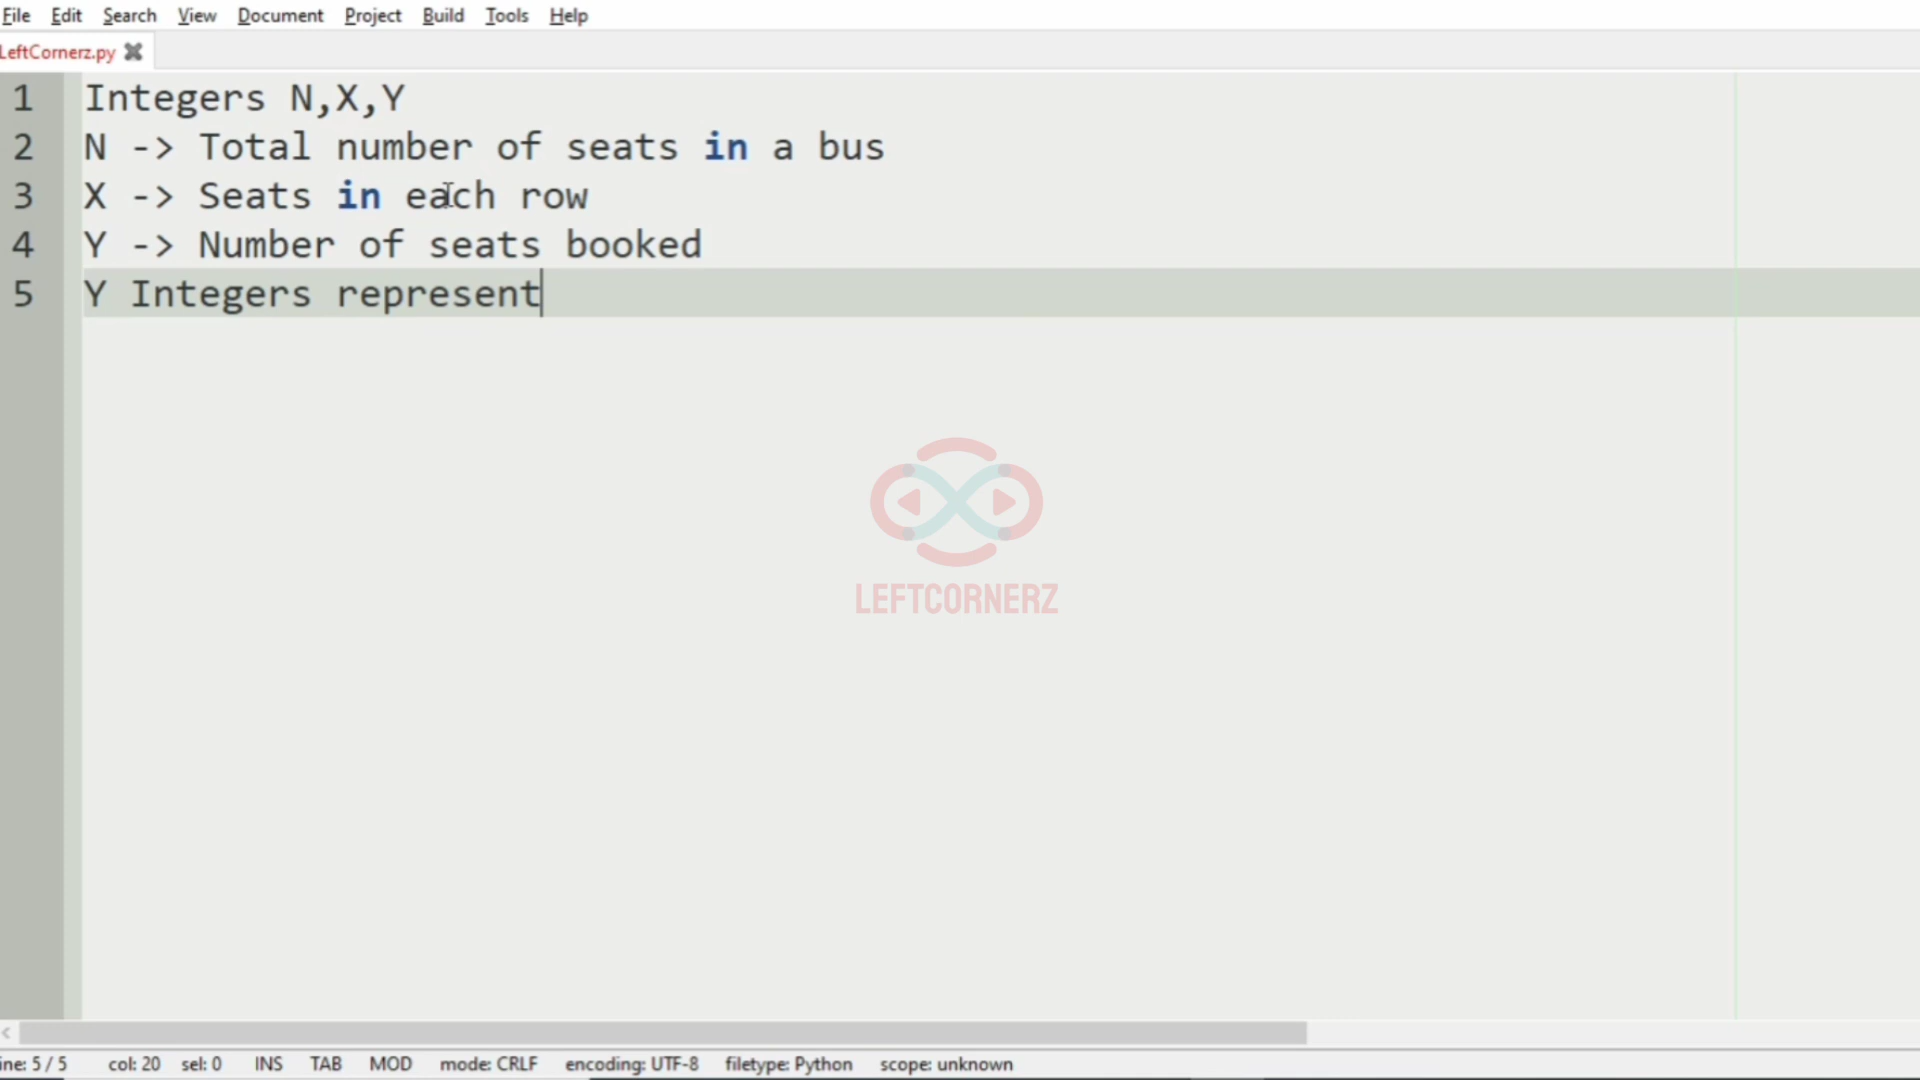 File Edit Search View Document Project Build Tools Help
LeftCornerz.py
1 Integers N,X,Y
2 N -> Total number of seats in a bus
3 X -> Seats in each row
4 Y -> Number of seats booked
5 Y Integers represent
LEFTCORNERZ
ine: 5 / 5 col: 20 sel: 0 INS TAB MOD mode: CRLF encoding: UTF-8 filetype: Python scope: unknown